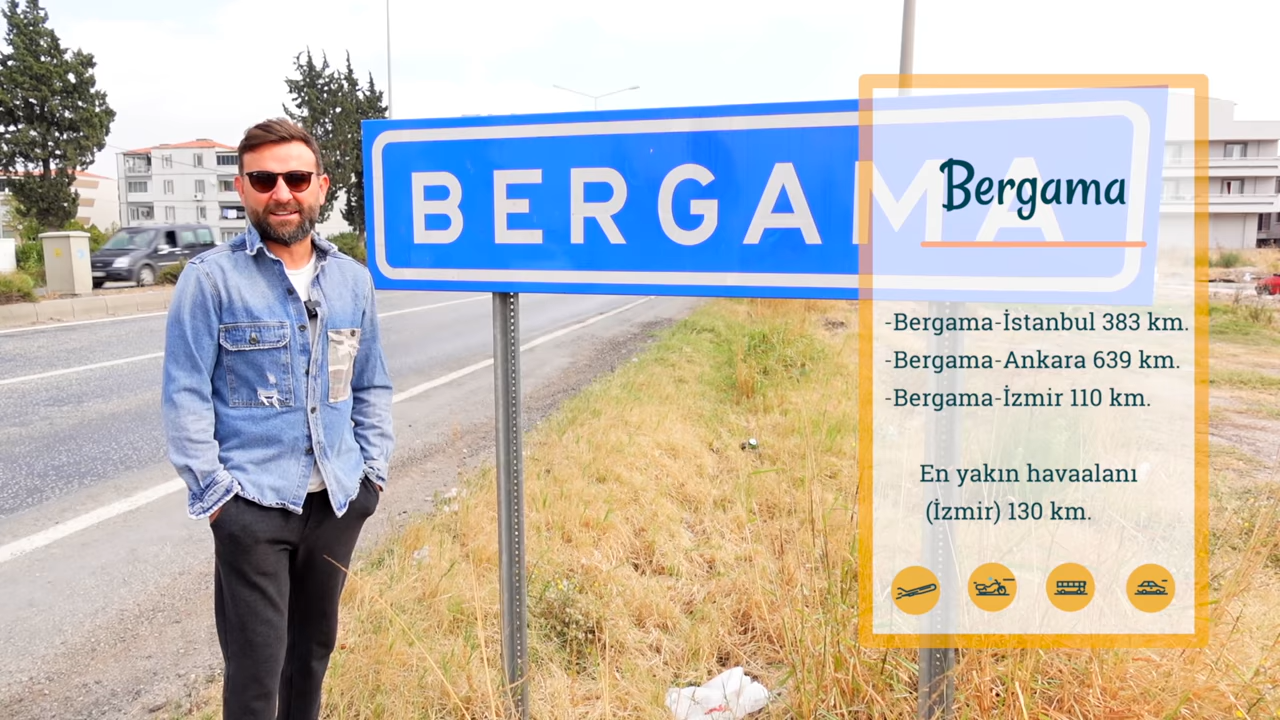 BERGAMA
Bergama
-Bergama-İstanbul 383 km.
-Bergama-Ankara 639 km.
-Bergama-İzmir 110 km.
En yakın havaalanı
(İzmir) 130 km.